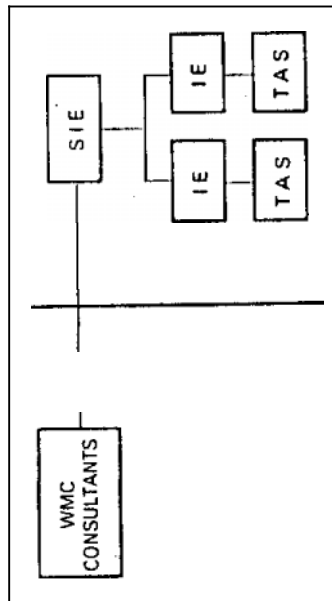 WMC
CONSULTANTS
SIE
IE
IE
TAS
TAS